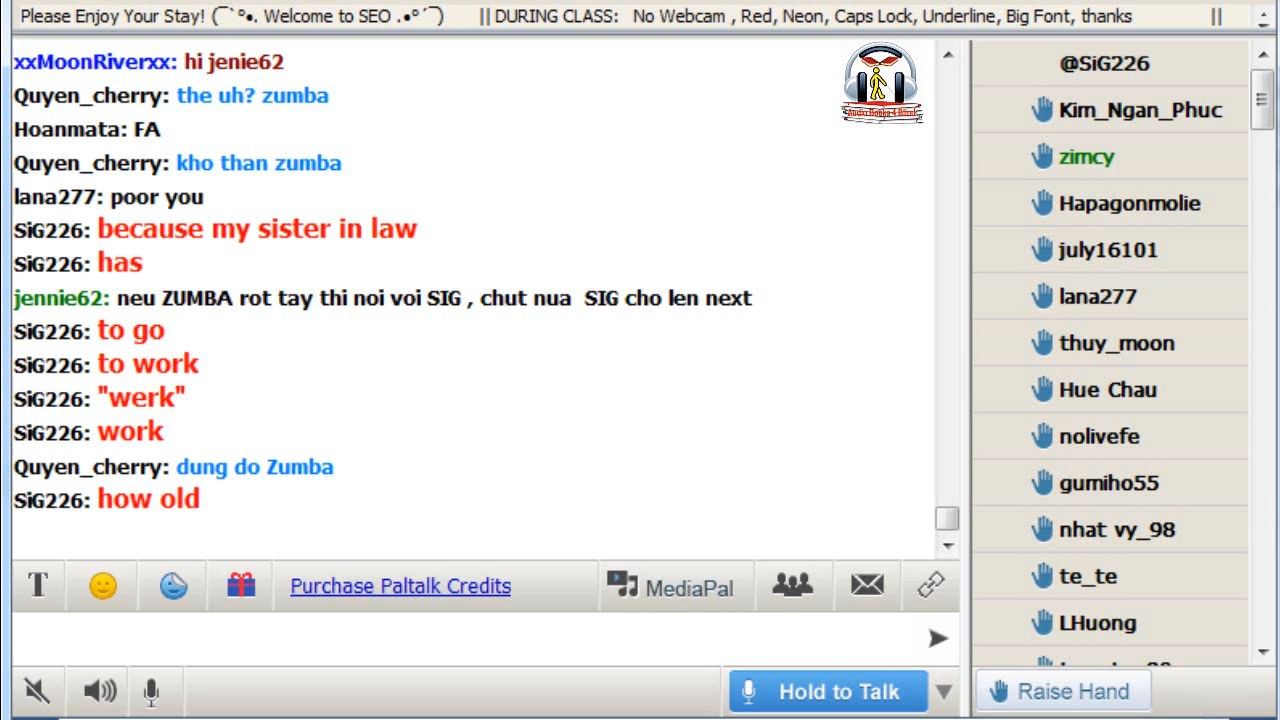 Please Enjoy Your Stay! (¯`°•. Welcome to SEO .•°´¯) || DURING CLASS: No Webcam , Red, Neon, Caps Lock, Underline, Big Font, thanks ||
xxMoonRiverxx: hi jenie62
Quyen_cherry: the uh? zumba
Hoanmata: FA
Quyen_cherry: kho than zumba
lana277: poor you
SiG226: because my sister in law
SiG226: has
jennie62: neu ZUMBA rot tay thi noi voi SIG , chut nua SIG cho len next
SiG226: to go
SiG226: to work
SiG226: "werk"
SiG226: work
Quyen_cherry: dung do Zumba
SiG226: how old
Audio Books 4 Blind
@SiG226
Kim_Ngan_Phuc
zimcy
Hapagonmolie
july16101
lana277
thuy_moon
Hue Chau
nolivefe
gumiho55
nhat vy_98
te_te
LHuong
T
Purchase Paltalk Credits
MediaPal
Hold to Talk
Raise Hand